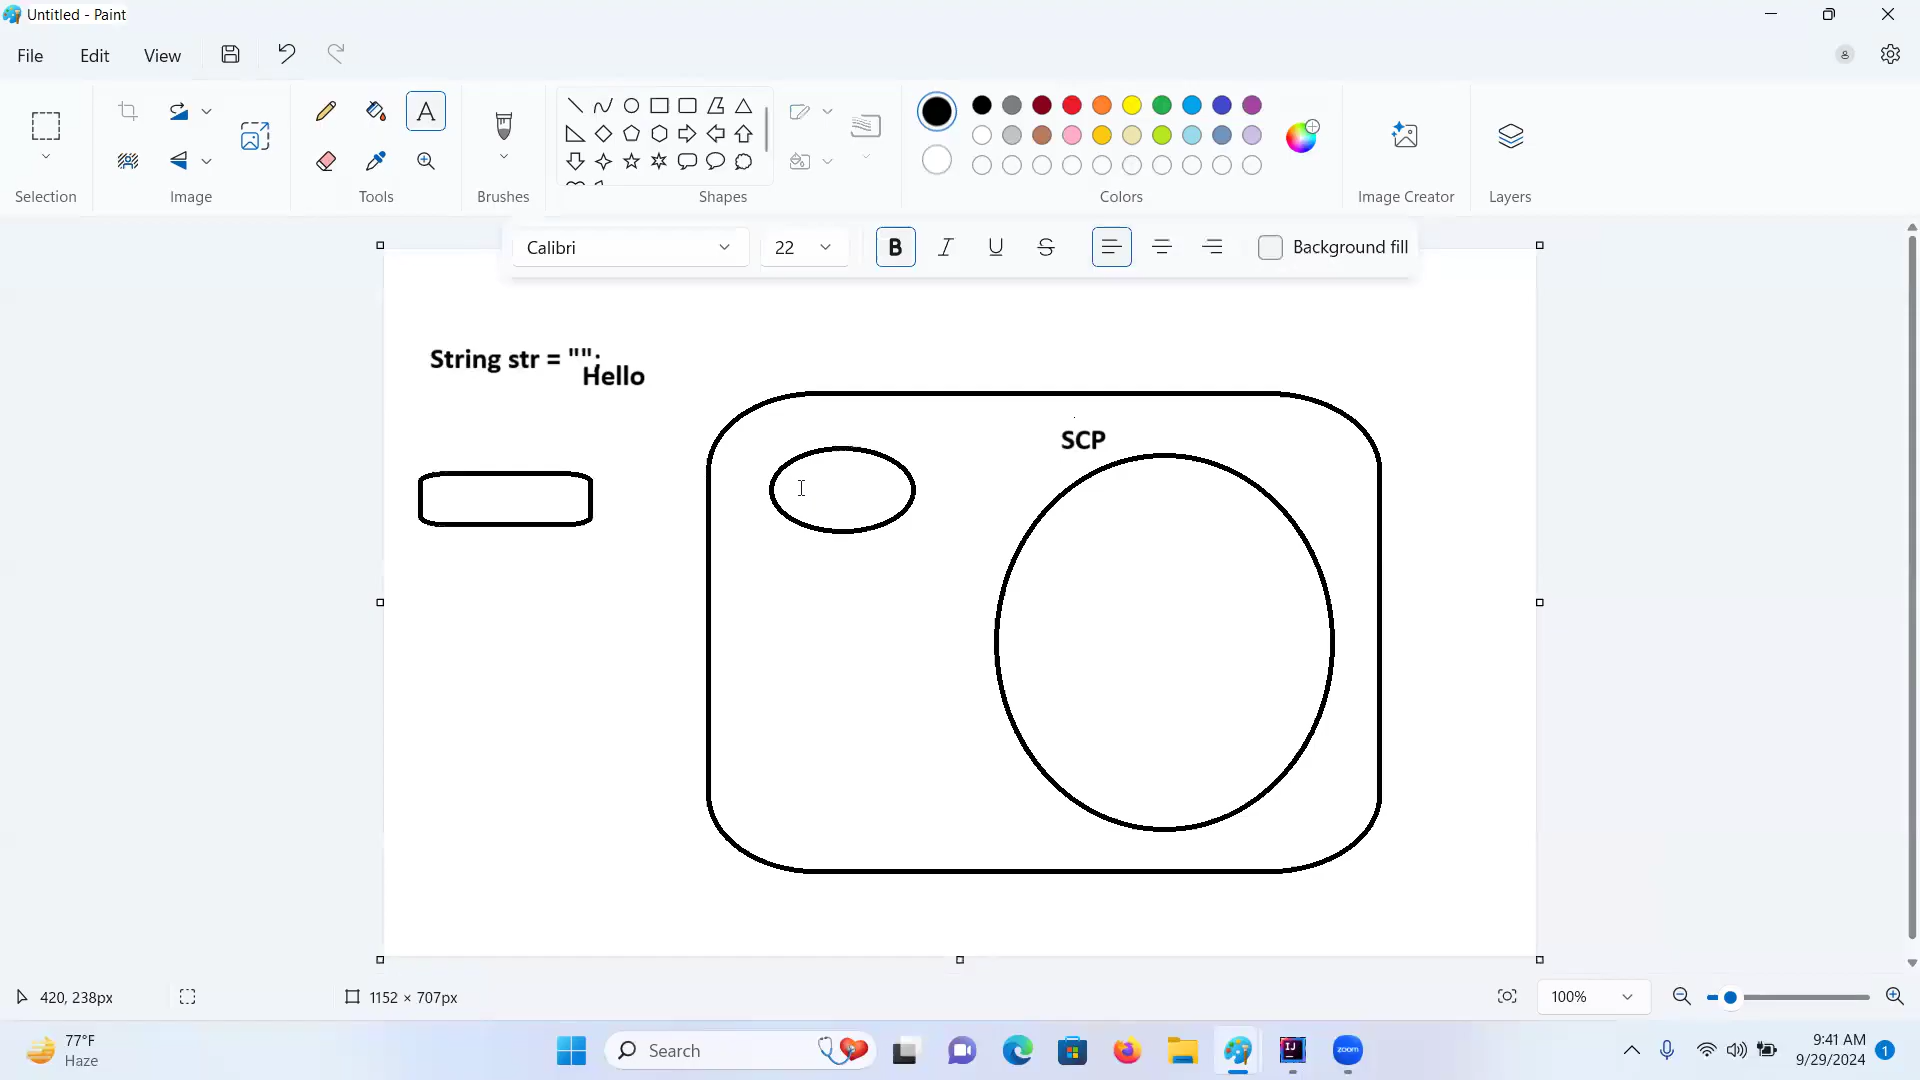 Untitled - Paint
File
Edit
View
Selection
Image
Tools
Brushes
Shapes
Colors
Image Creator
Layers
Calibri
22
B
I
U
S
Background fill
String str = "";
Hello
SCP
420, 238px
1152 × 707px
100%
77°F
Haze
Search
zoom
9:41 AM
9/29/2024
1